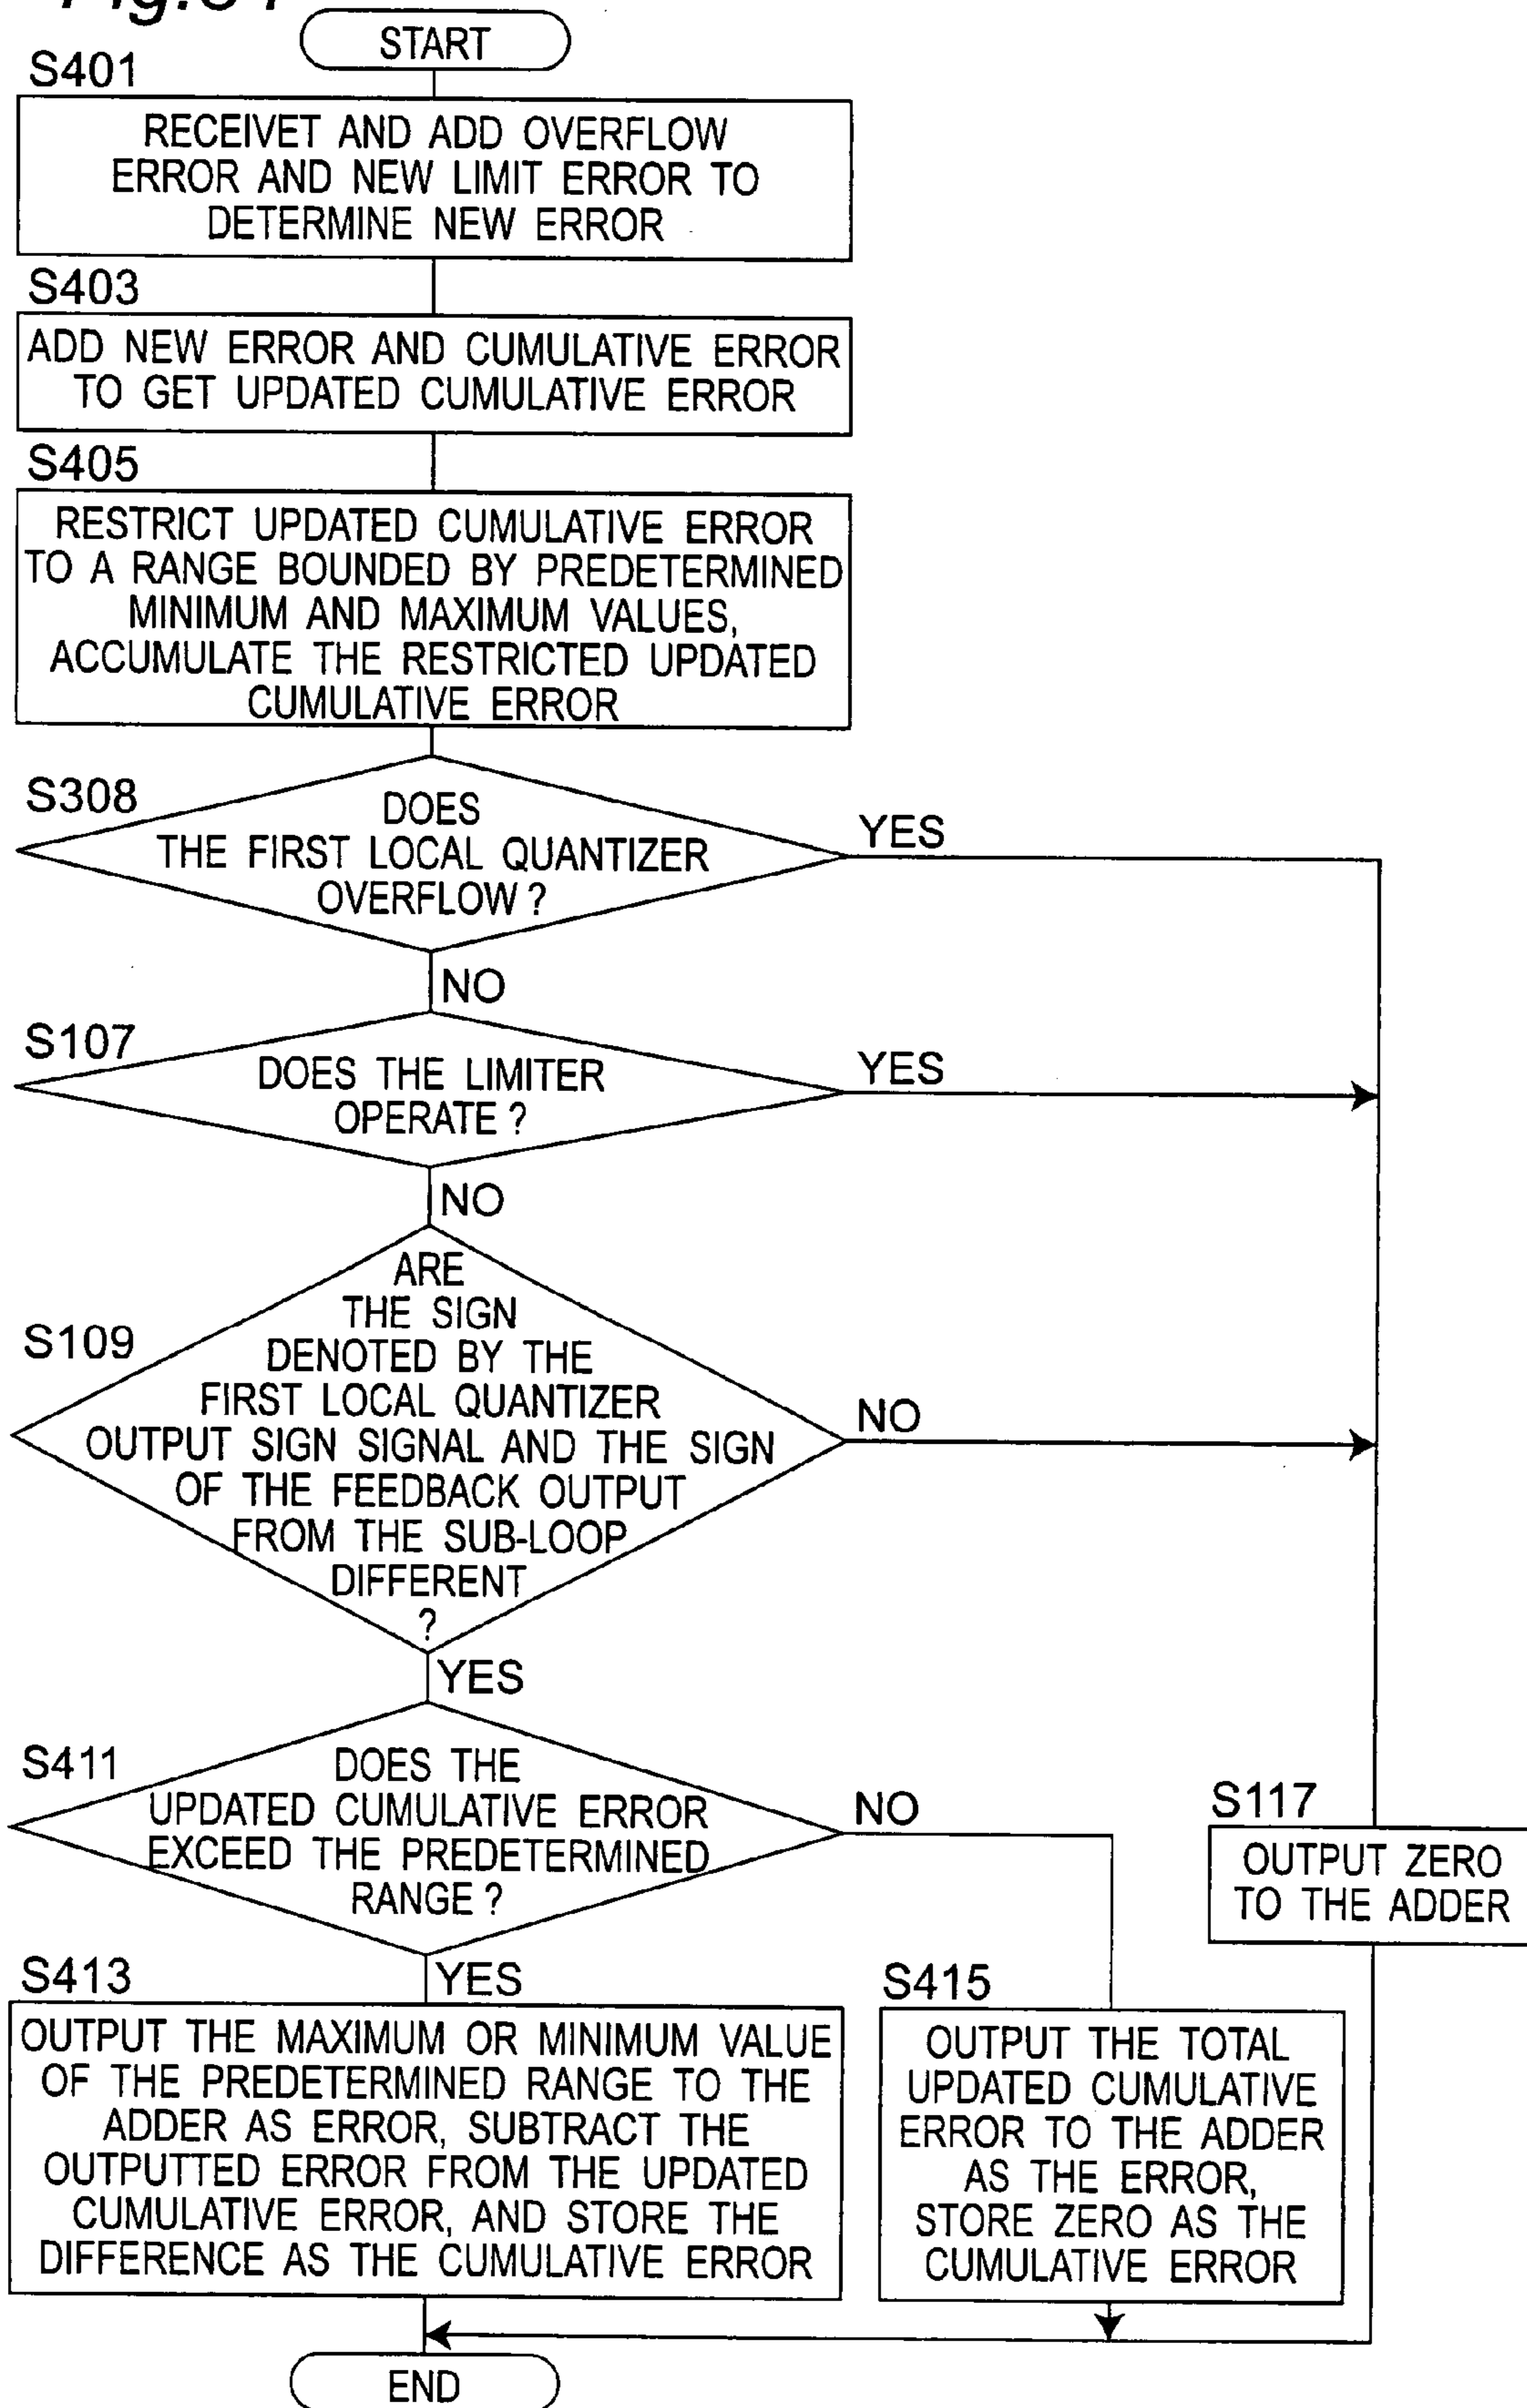 START
S401
RECEIVET AND ADD OVERFLOW
ERROR AND NEW LIMIT ERROR TO
DETERMINE NEW ERROR
S403
ADD NEW ERROR AND CUMULATIVE ERROR
TO GET UPDATED CUMULATIVE ERROR
S405
RESTRICT UPDATED CUMULATIVE ERROR
TO A RANGE BOUNDED BY PREDETERMINED
MINIMUM AND MAXIMUM VALUES,
ACCUMULATE THE RESTRICTED UPDATED
CUMULATIVE ERROR
S308
DOES
THE FIRST LOCAL QUANTIZER
OVERFLOW ?
YES
NO
S107
DOES THE LIMITER
OPERATE ?
YES
NO
S109
ARE
THE SIGN
DENOTED BY THE
FIRST LOCAL QUANTIZER
OUTPUT SIGN SIGNAL AND THE SIGN
OF THE FEEDBACK OUTPUT
FROM THE SUB-LOOP
DIFFERENT
?
NO
YES
S411
DOES THE
UPDATED CUMULATIVE ERROR
EXCEED THE PREDETERMINED
RANGE ?
NO
YES
S117
OUTPUT ZERO
TO THE ADDER
S413
OUTPUT THE MAXIMUM OR MINIMUM VALUE
OF THE PREDETERMINED RANGE TO THE
ADDER AS ERROR, SUBTRACT THE
OUTPUTTED ERROR FROM THE UPDATED
CUMULATIVE ERROR, AND STORE THE
DIFFERENCE AS THE CUMULATIVE ERROR
S415
OUTPUT THE TOTAL
UPDATED CUMULATIVE
ERROR TO THE ADDER
AS THE ERROR,
STORE ZERO AS THE
CUMULATIVE ERROR
END